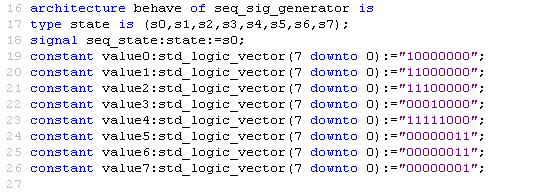 16 architecture behave of seq_sig_generator is
17 type state is (s0,s1,s2,s3,s4,s5,s6,s7);
18 signal seq_state:state:=s0;
19 constant value0:std_logic_vector(7 downto 0):="10000000";
20 constant value1:std_logic_vector(7 downto 0):="11000000";
21 constant value2:std_logic_vector(7 downto 0):="11100000";
22 constant value3:std_logic_vector(7 downto 0):="00010000";
23 constant value4:std_logic_vector(7 downto 0):="11111000";
24 constant value5:std_logic_vector(7 downto 0):="00000011";
25 constant value6:std_logic_vector(7 downto 0):="00000011";
26 constant value7:std_logic_vector(7 downto 0):="00000001";
27